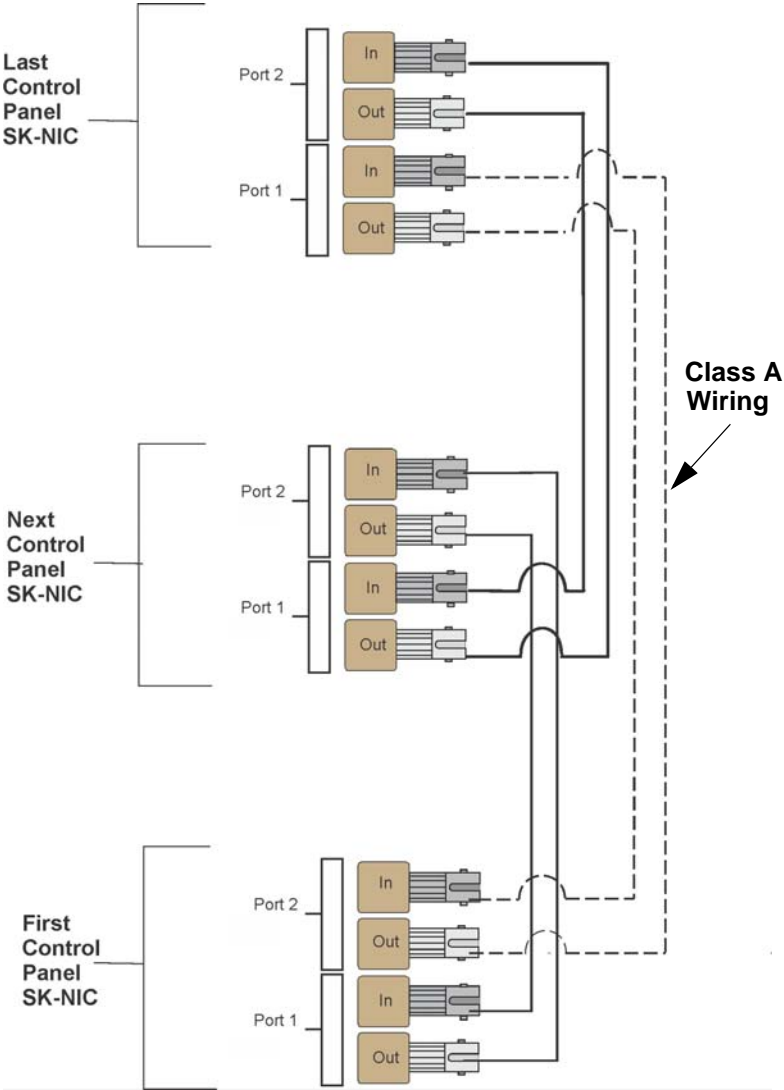 Last
Control
Panel
SK-NIC
Port 2
In
Out
Port 1
In
Out
Class A
Wiring
Next
Control
Panel
SK-NIC
Port 2
In
Out
Port 1
In
Out
First
Control
Panel
SK-NIC
Port 2
In
Out
Port 1
In
Out